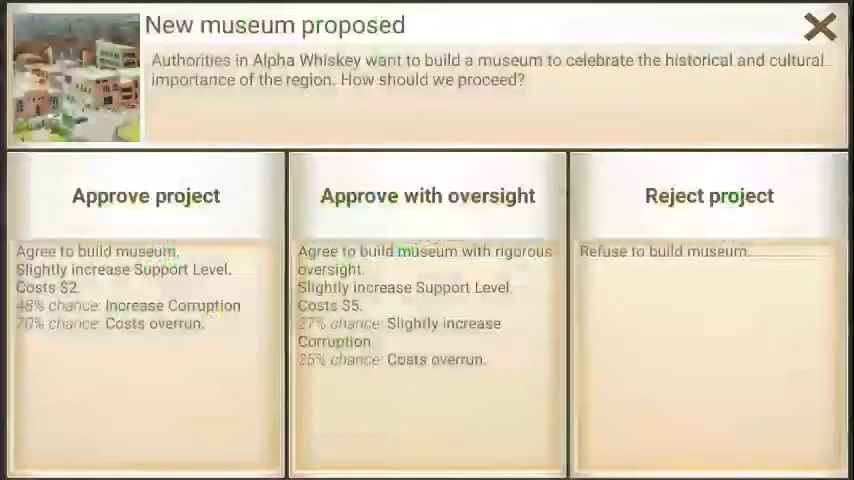 New museum proposed
Authorities in Alpha Whiskey want to build a museum to celebrate the historical and cultural
importance of the region. How should we proceed?
Approve project
Approve with oversight
Reject project
Agree to build museum.
Slightly increase Support Level.
Costs $2.
48% chance: Increase Corruption
70% chance: Costs overrun.
Agree to build museum with rigorous
oversight.
Slightly increase Support Level.
Costs $5.
27% chance: Slightly increase
Corruption
25% chance: Costs overrun.
Refuse to build museum.